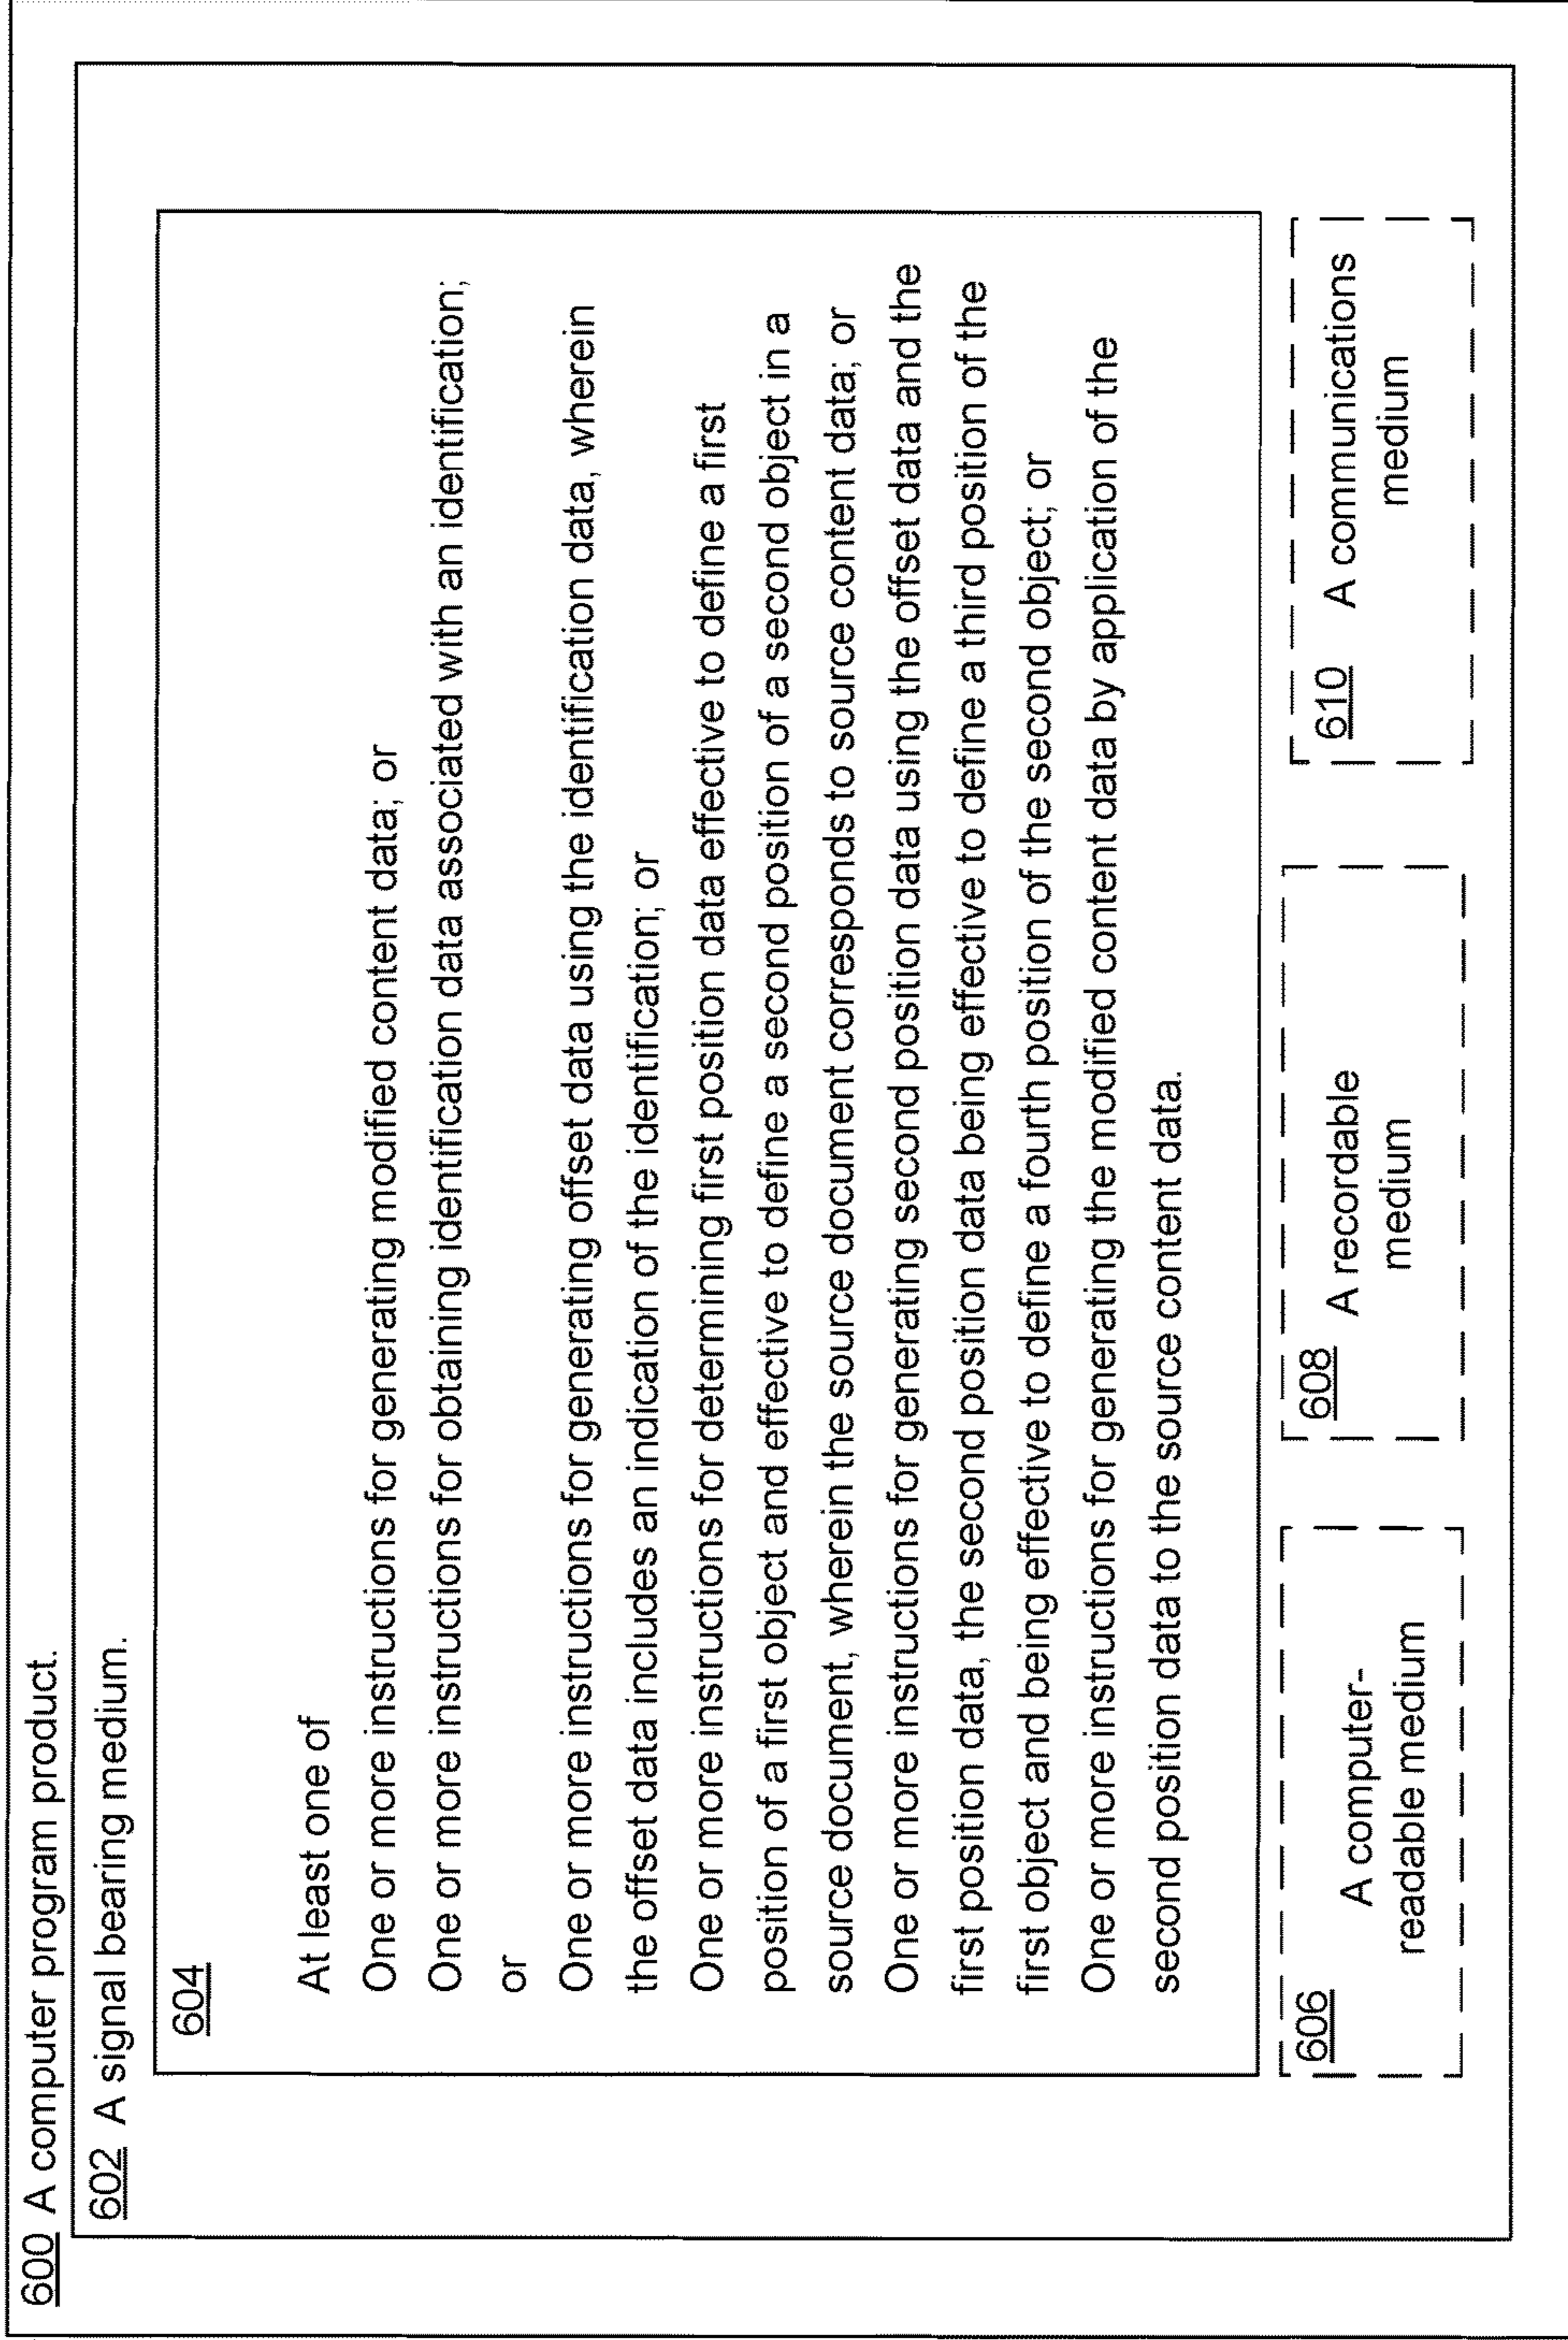 600 A computer program product.
602 A signal bearing medium.
604
At least one of
One or more instructions for generating modified content data; or
One or more instructions for obtaining identification data associated with an identification;
or
One or more instructions for generating offset data using the identification data, wherein
the offset data includes an indication of the identification; or
One or more instructions for determining first position data effective to define a first
position of a first object and effective to define a second position of a second object in a
source document, wherein the source document corresponds to source content data; or
One or more instructions for generating second position data using the offset data and the
first position data, the second position data being effective to define a third position of the
first object and being effective to define a fourth position of the second object; or
One or more instructions for generating the modified content data by application of the
second position data to the source content data.
606 A computer-
readable medium
608 A recordable
medium
610 A communications
medium